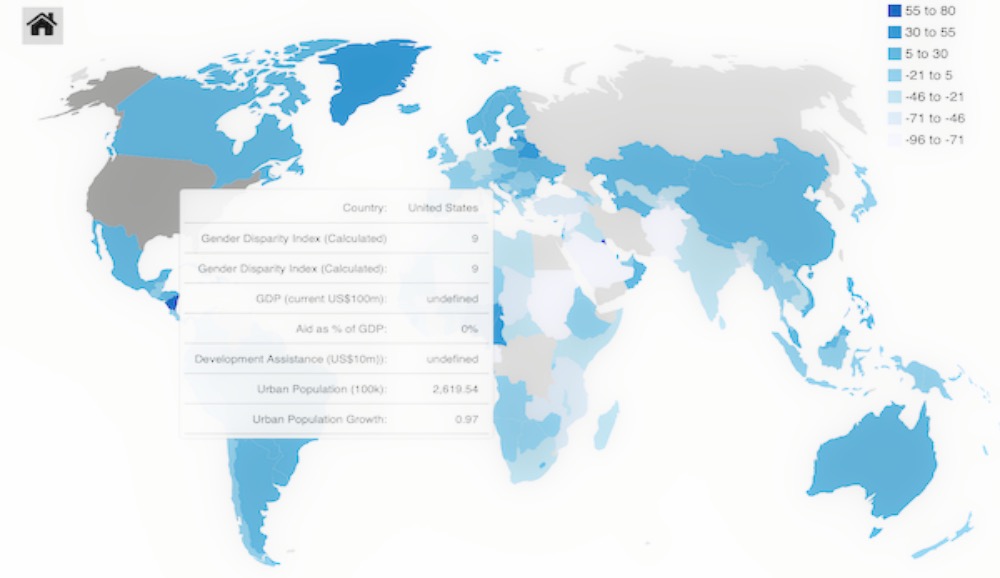 55 to 80
30 to 55
5 to 30
-21 to 5
-46 to -21
-71 to -46
-96 to -71
Country: United States
Gender Disparity Index (Calculated) 9
Gender Disparity Index (Calculated): 9
GDP (current US$100m): undefined
Aid as % of GDP: 0%
Development Assistance (US$10m)): undefined
Urban Population (100k): 2,619.54
Urban Population Growth: 0.97